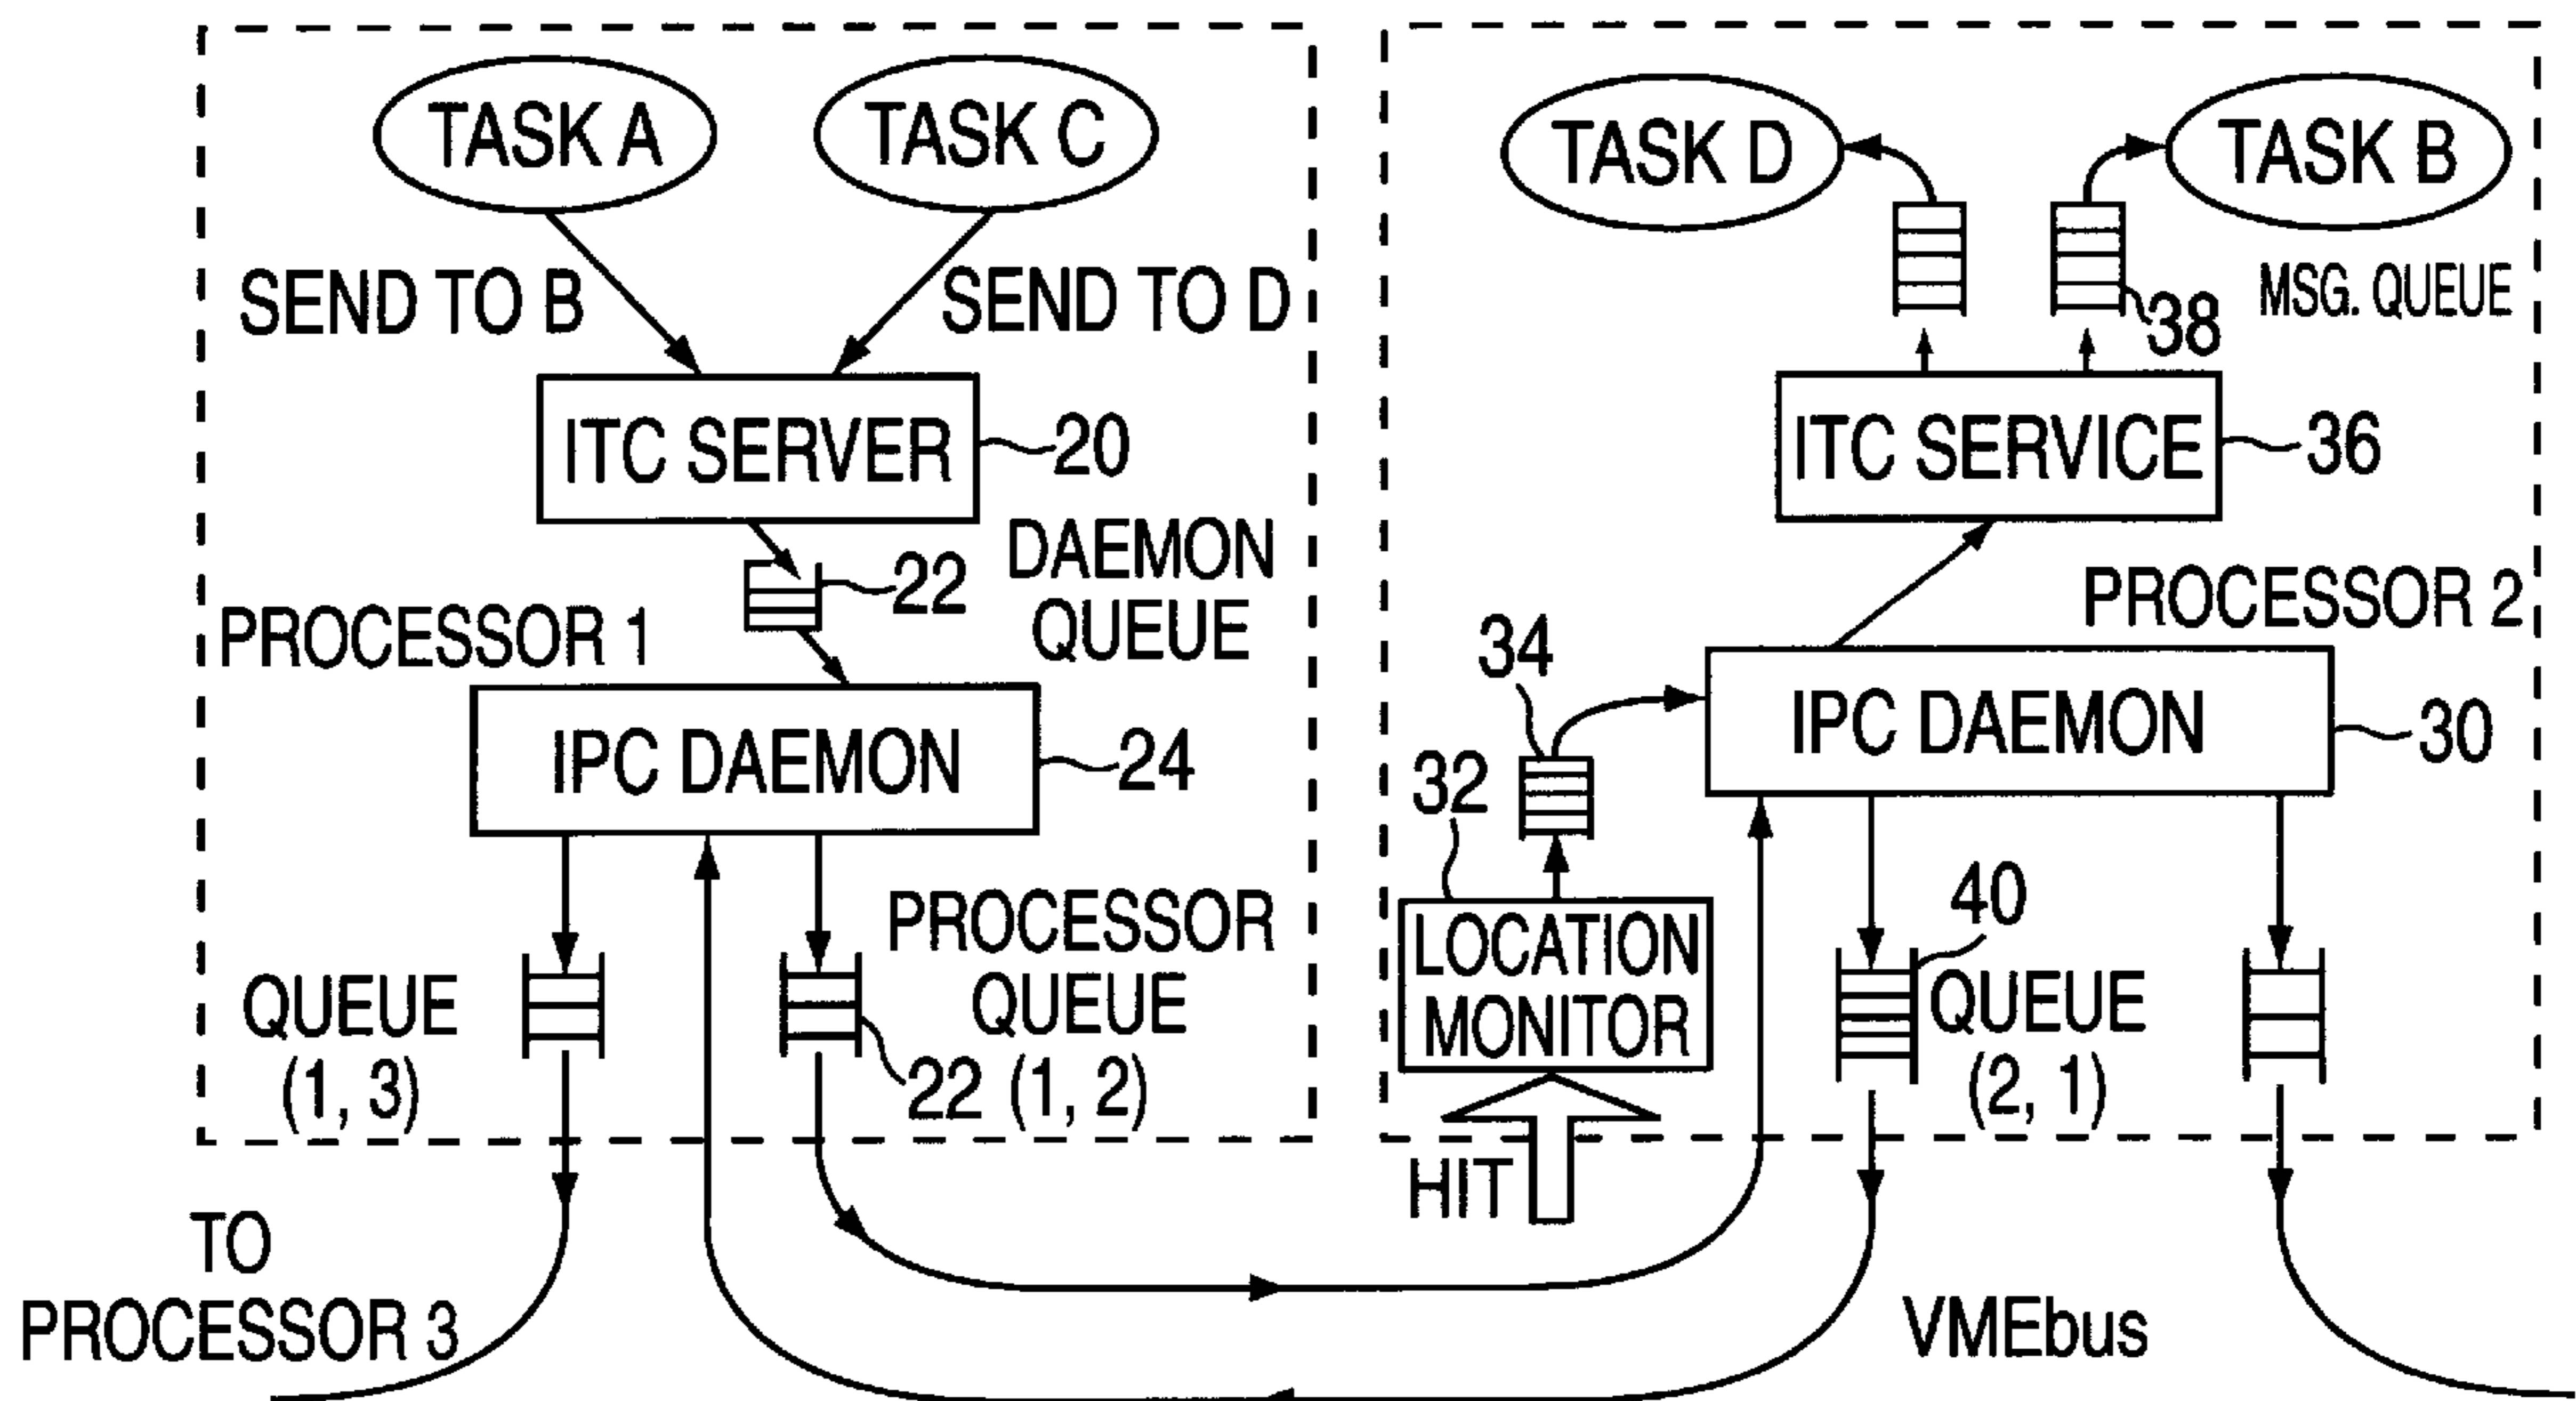 TASK A
TASK C
SEND TO B
SEND TO D
ITC SERVER
20
DAEMON
QUEUE
22
PROCESSOR 1
IPC DAEMON
24
QUEUE
(1, 3)
PROCESSOR
QUEUE
22 (1, 2)
TO
PROCESSOR 3
TASK D
TASK B
MSG. QUEUE
38
ITC SERVICE
36
PROCESSOR 2
34
IPC DAEMON
30
32
LOCATION
MONITOR
40
QUEUE
(2, 1)
HIT
VMEbus